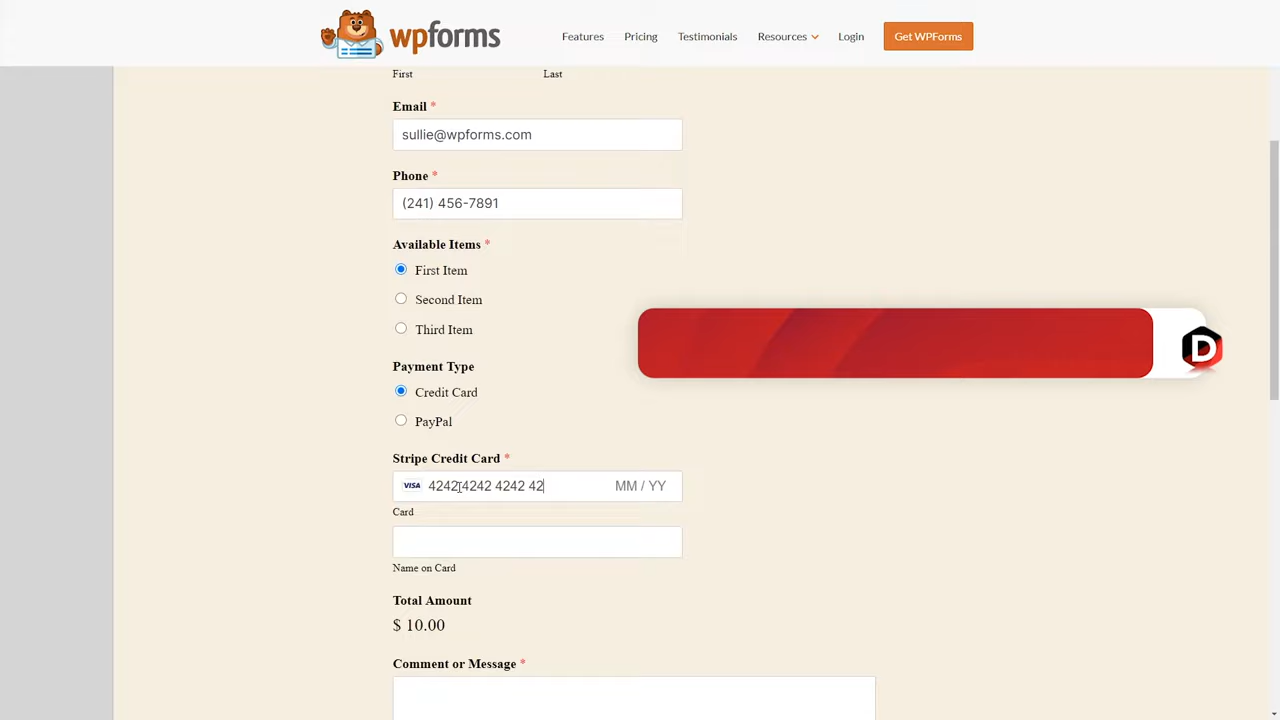 wpforms
Features Pricing Testimonials Resources Login Get WPForms
First Last
Email *
sullie@wpforms.com
Phone *
(241) 456-7891
Available Items *
First Item
Second Item
Third Item
D
Payment Type
Credit Card
PayPal
Stripe Credit Card *
VISA 4242 4242 4242 42 MM / YY
Card
Name on Card
Total Amount
$ 10.00
Comment or Message *